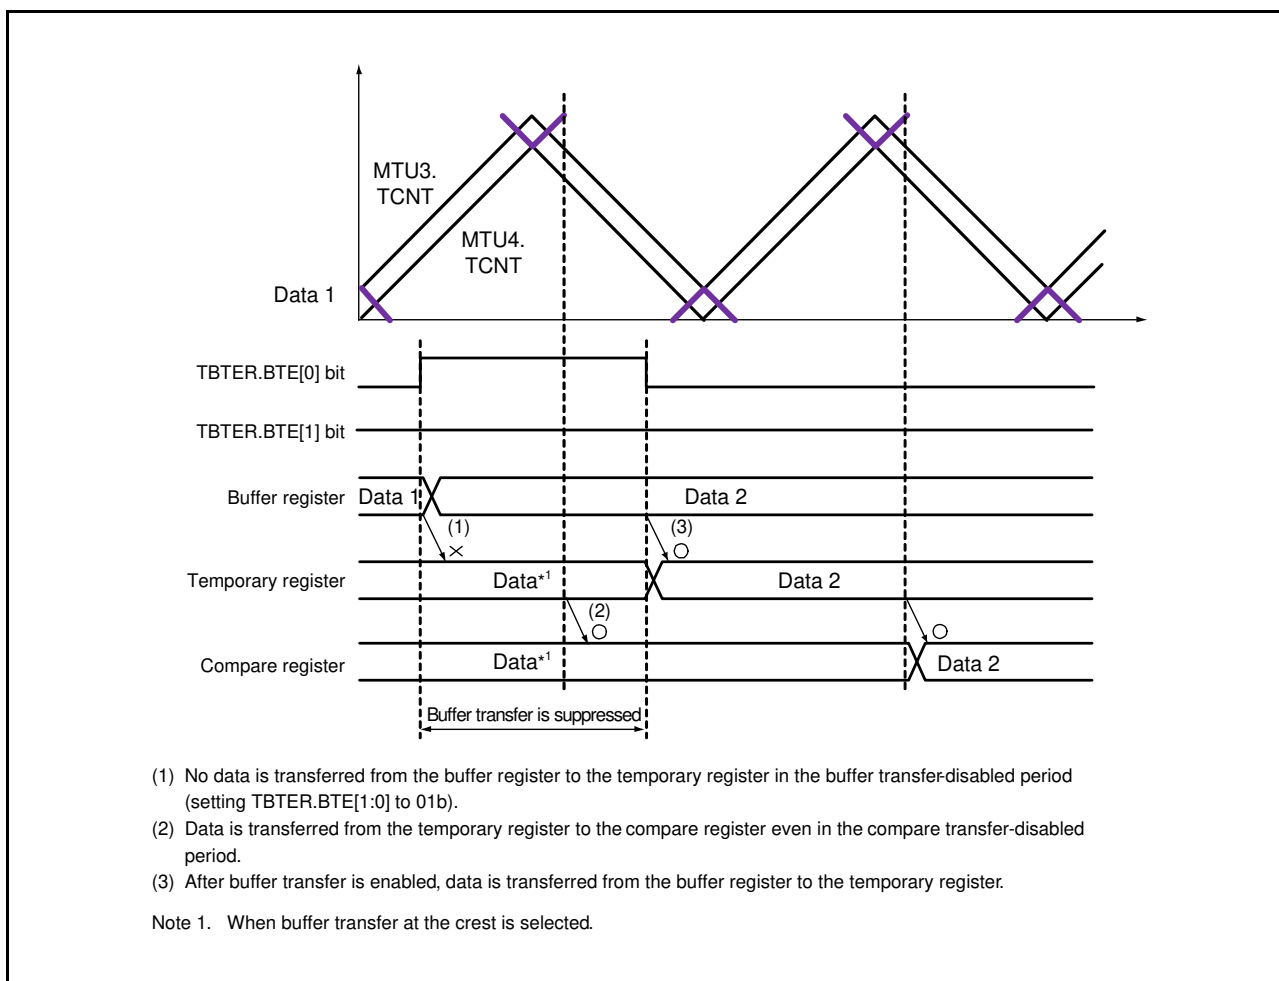 MTU3.
TCNT
MTU4.
TCNT
Data 1
TBTER.BTE[0] bit
TBTER.BTE[1] bit
Buffer register
Data 1
Data 2
(1)
(3)
Temporary register
Data*1
Data 2
(2)
Compare register
Data*1
Data 2
Buffer transfer is suppressed
(1) No data is transferred from the buffer register to the temporary register in the buffer transfer-disabled period
(setting TBTER.BTE[1:0] to 01b).
(2) Data is transferred from the temporary register to the compare register even in the compare transfer-disabled
period.
(3) After buffer transfer is enabled, data is transferred from the buffer register to the temporary register.
Note 1. When buffer transfer at the crest is selected.